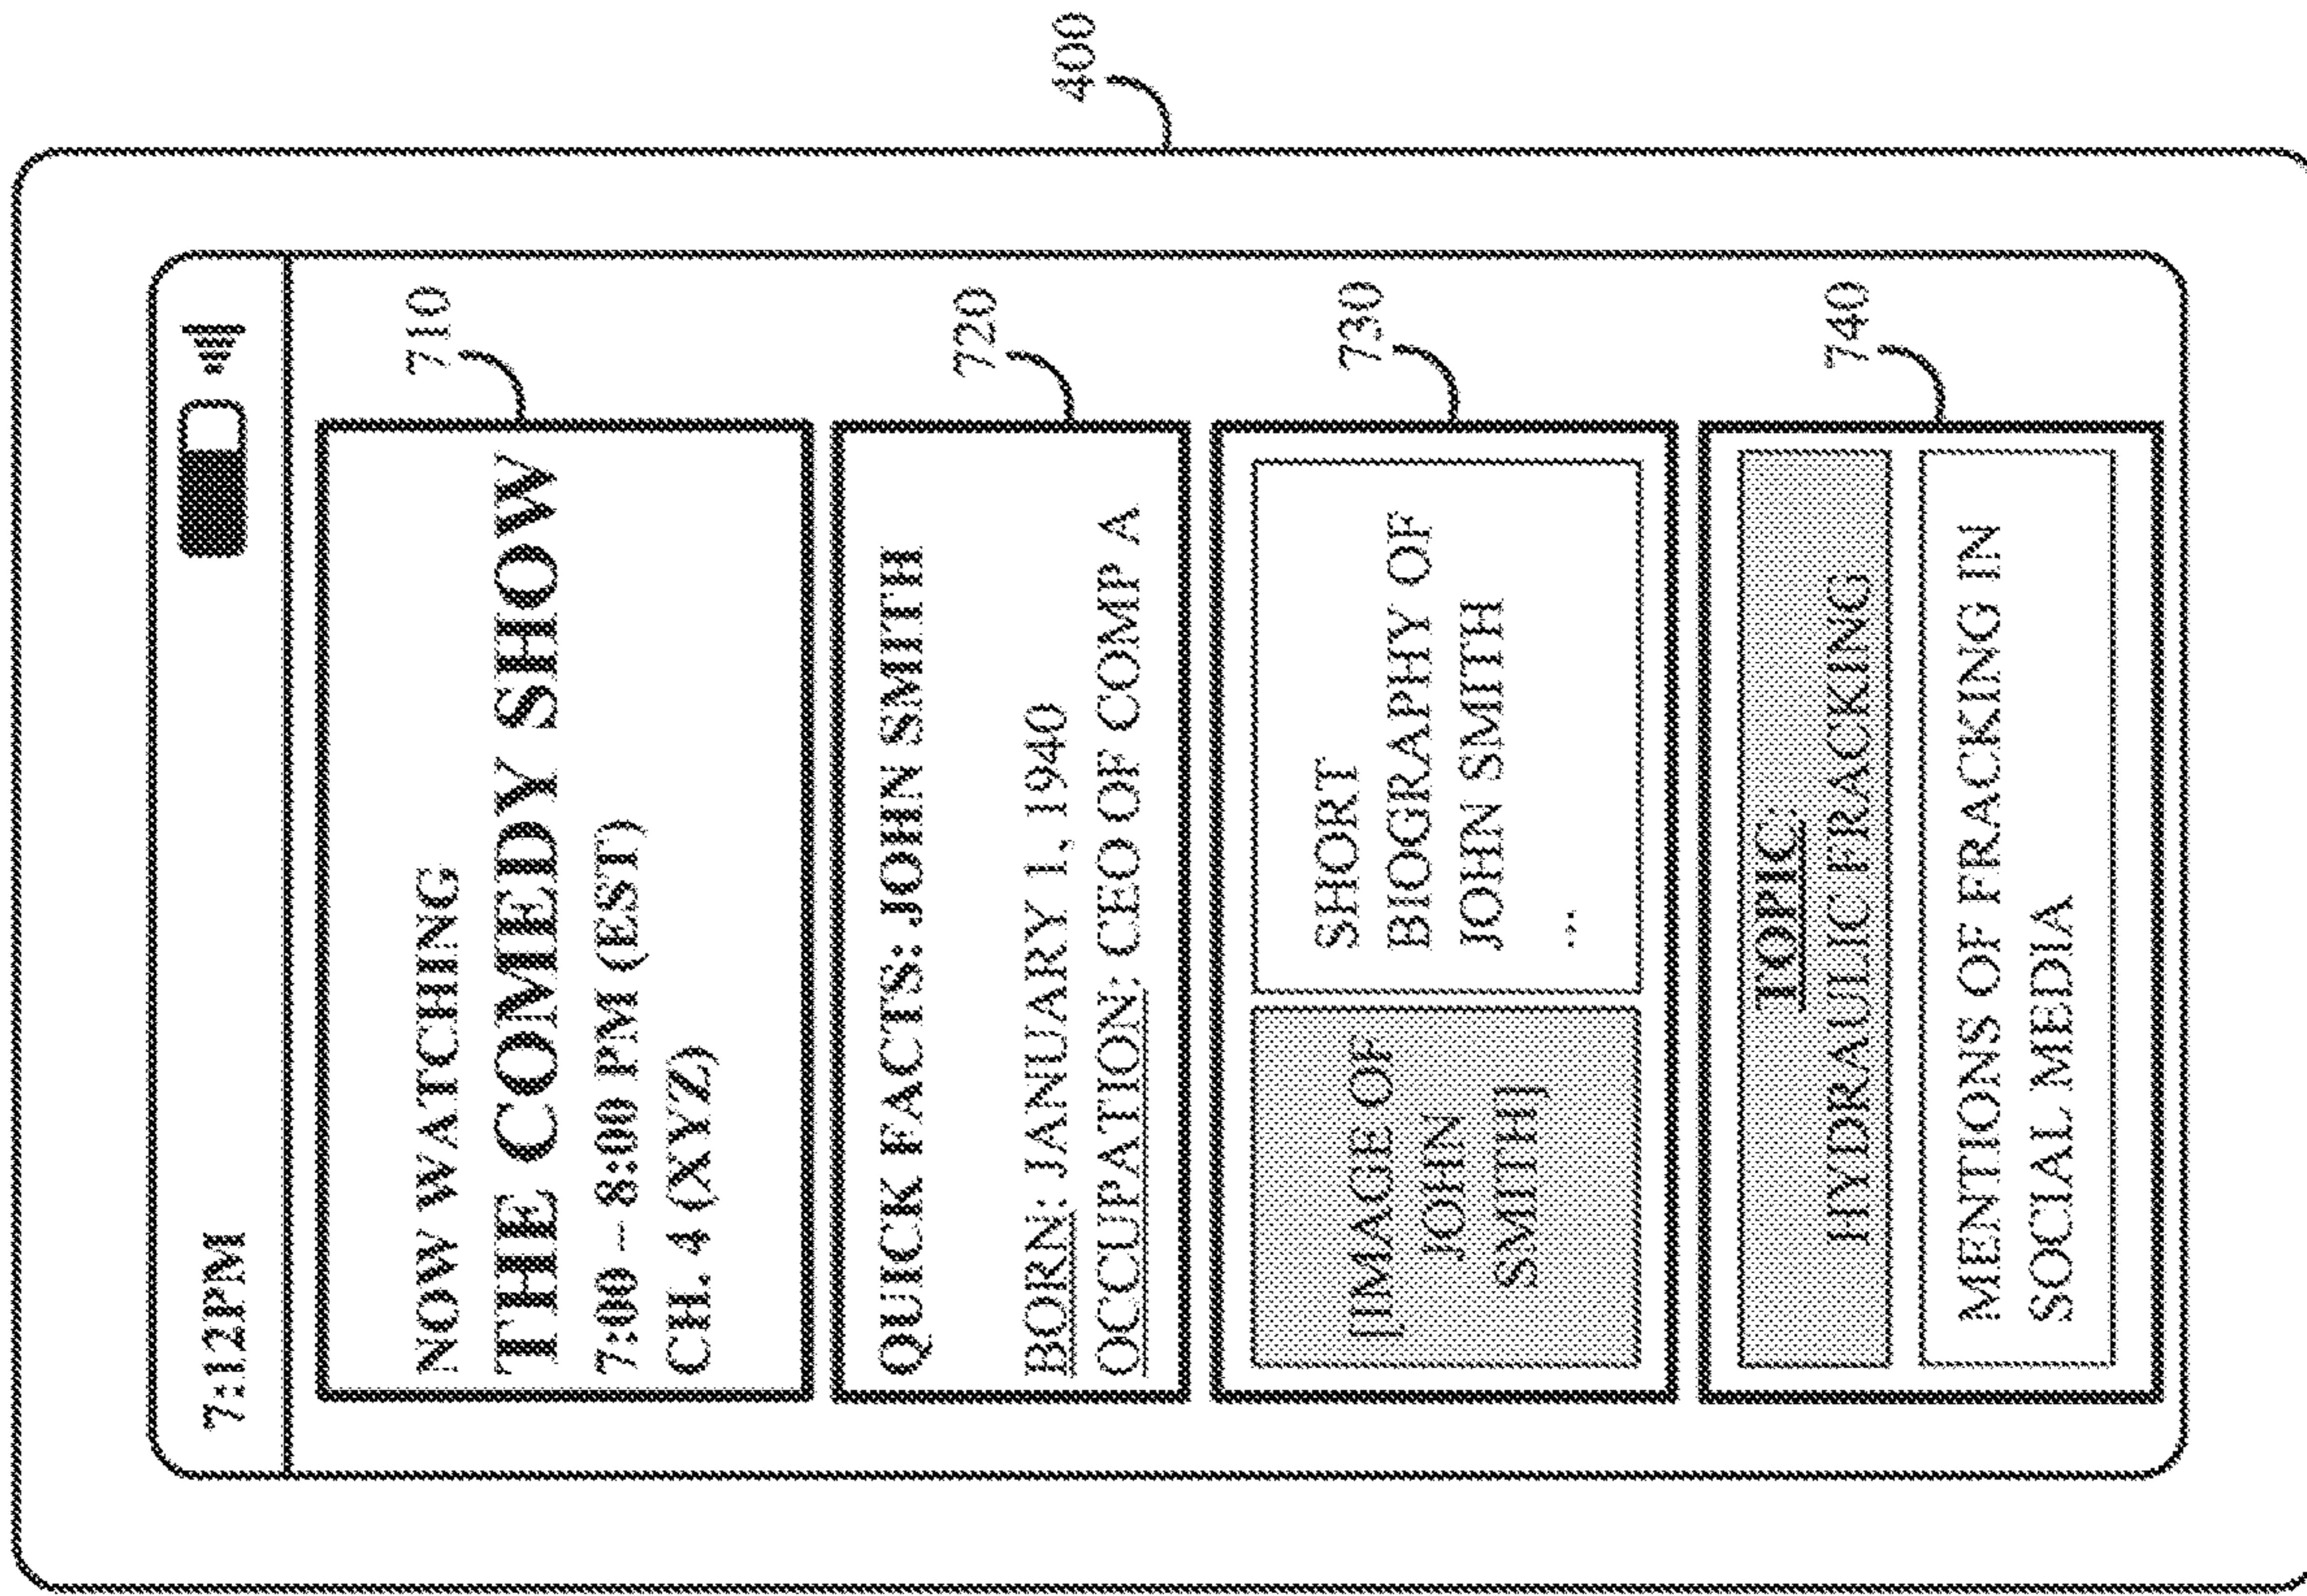 7:12PM
400
710
NOW WATCHING
THE COMEDY SHOW
7:00 – 8:00 PM (EST)
CH. 4 (XYZ)
720
QUICK FACTS: JOHN SMITH
BORN: JANUARY 1, 1940
OCCUPATION: CEO OF COMP A
730
[IMAGE OF
JOHN
SMITH]
SHORT
BIOGRAPHY OF
JOHN SMITH
...
740
TOPIC:
HYDRAULIC FRACKING
MENTIONS OF FRACKING IN
SOCIAL MEDIA